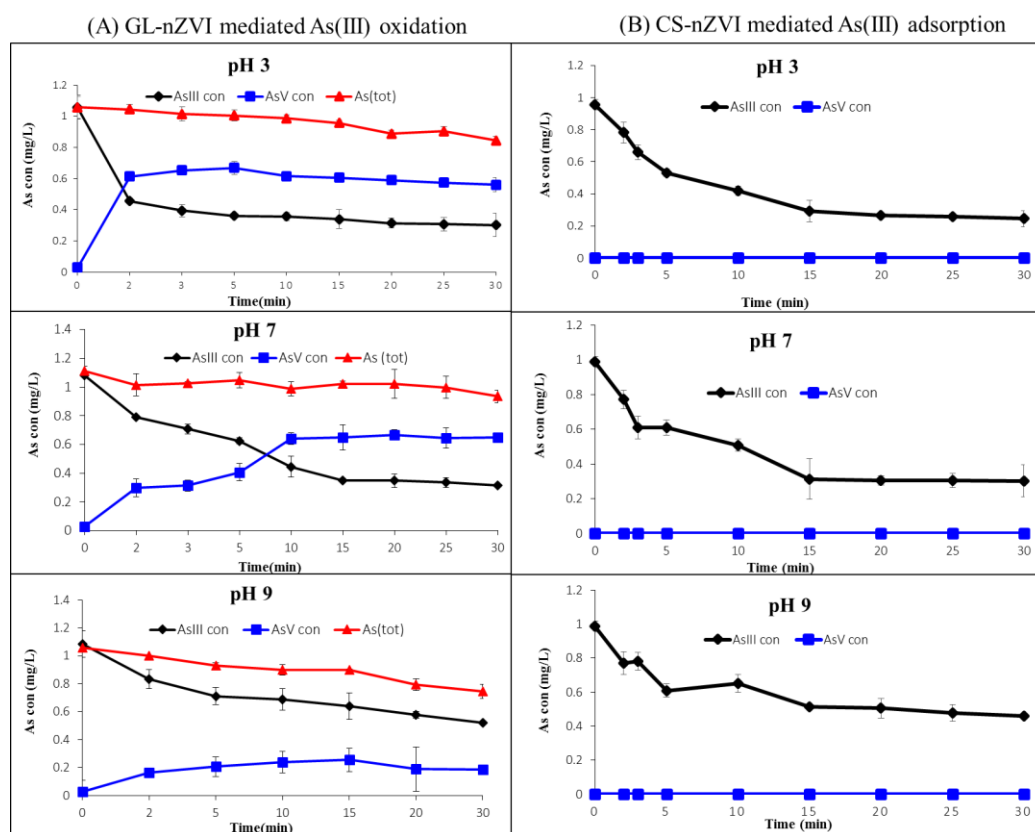 (A) GL-nZVI mediated As(III) oxidation
pH 3
AsIII con AsV con As(tot)
As con (mg/L)
1.2
1
0.8
0.6
0.4
0.2
0
0 2 3 5 10 15 20 25 30
Time(min)
pH 7
AsIII con AsV con As (tot)
As con (mg/L)
1.4
1.2
1
0.8
0.6
0.4
0.2
0
0 2 3 5 10 15 20 25 30
Time(min)
pH 9
AsIII con AsV con As(tot)
As con (mg/L)
1.4
1.2
1
0.8
0.6
0.4
0.2
0
0 2 5 10 15 20 30
Time(min)
(B) CS-nZVI mediated As(III) adsorption
pH 3
AsIII con AsV con
As con (mg/L)
1.2
1
0.8
0.6
0.4
0.2
0
0 5 10 15 20 25 30
Time (min)
pH 7
AsIII con AsV con
As con (mg/L)
1.2
1
0.8
0.6
0.4
0.2
0
0 5 10 15 20 25 30
Time (min)
pH 9
AsIII con AsV con
As con (mg/L)
1.2
1
0.8
0.6
0.4
0.2
0
0 5 10 15 20 25 30
Time (min)